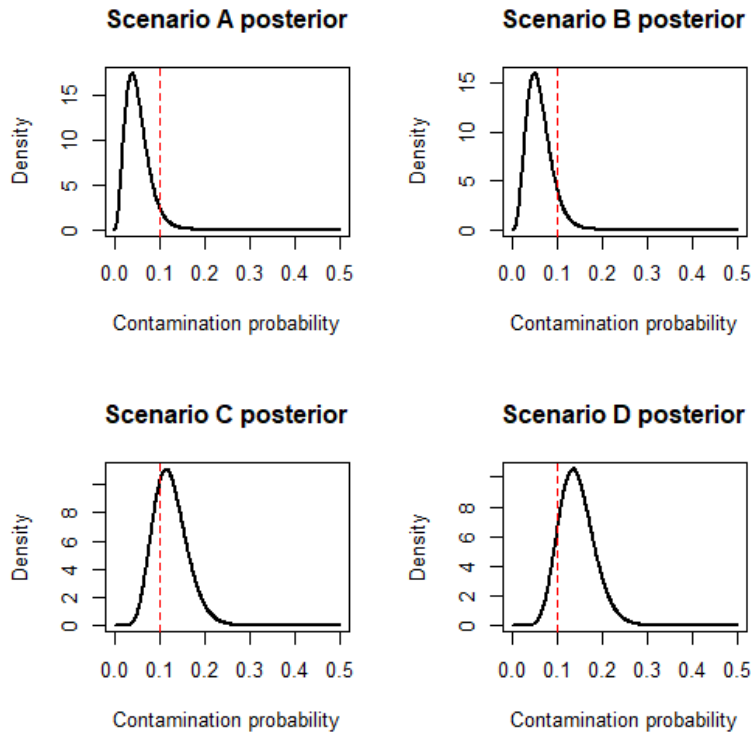 Scenario A posterior
Density
0 5 10 15
0.0 0.1 0.2 0.3 0.4 0.5
Contamination probability
Scenario B posterior
Density
0 5 10 15
0.0 0.1 0.2 0.3 0.4 0.5
Contamination probability
Scenario C posterior
Density
0 2 4 6 8
0.0 0.1 0.2 0.3 0.4 0.5
Contamination probability
Scenario D posterior
Density
0 2 4 6 8
0.0 0.1 0.2 0.3 0.4 0.5
Contamination probability